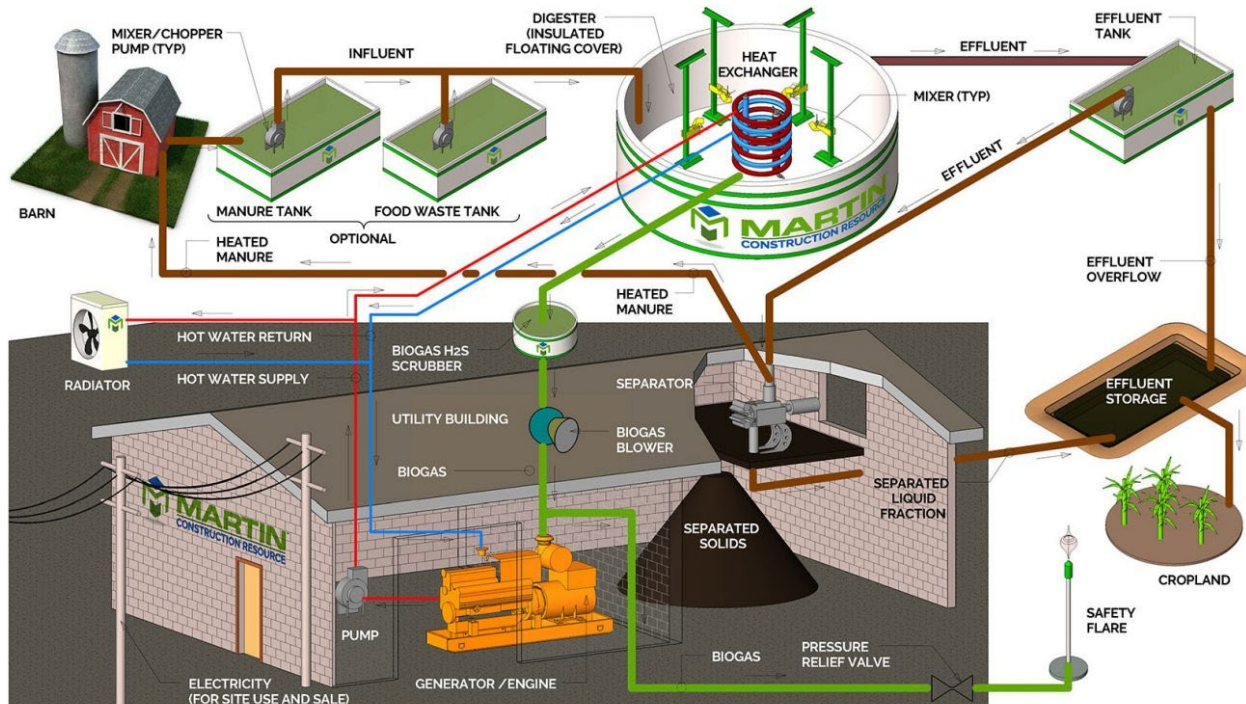 MIXER/CHOPPER
PUMP (TYP)
INFLUENT
DIGESTER
(INSULATED
FLOATING COVER)
HEAT
EXCHANGER
EFFLUENT
EFFLUENT
TANK
MIXER (TYP)
EFFLUENT
BARN
MANURE TANK
FOOD WASTE TANK
OPTIONAL
MARTIN
CONSTRUCTION RESOURCE
HEATED
MANURE
HEATED
MANURE
EFFLUENT
OVERFLOW
HOT WATER RETURN
RADIATOR
HOT WATER SUPPLY
BIOGAS H2S
SCRUBBER
SEPARATOR
EFFLUENT
STORAGE
UTILITY BUILDING
BIOGAS
BLOWER
BIOGAS
SEPARATED
LIQUID
FRACTION
MARTIN
CONSTRUCTION RESOURCE
SEPARATED
SOLIDS
CROPLAND
PUMP
SAFETY
FLARE
BIOGAS
PRESSURE
RELIEF VALVE
ELECTRICITY
(FOR SITE USE AND SALE)
GENERATOR /ENGINE